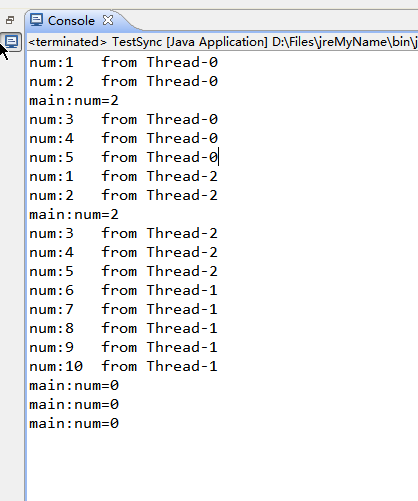 Console
<terminated> TestSync [Java Application] D:\Files\jreMyName\bin\j
num:1 from Thread-0
num:2 from Thread-0
main:num=2
num:3 from Thread-0
num:4 from Thread-0
num:5 from Thread-0
num:1 from Thread-2
num:2 from Thread-2
main:num=2
num:3 from Thread-2
num:4 from Thread-2
num:5 from Thread-2
num:6 from Thread-1
num:7 from Thread-1
num:8 from Thread-1
num:9 from Thread-1
num:10 from Thread-1
main:num=0
main:num=0
main:num=0